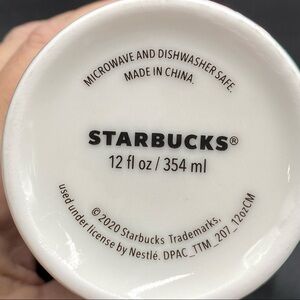 MICROWAVE AND DISHWASHER SAFE.
MADE IN CHINA.
STARBUCKS®
12 fl oz / 354 ml
© 2020 Starbucks Trademarks,
used under license by Nestlé. DPAC_TTM_207_12ozCM